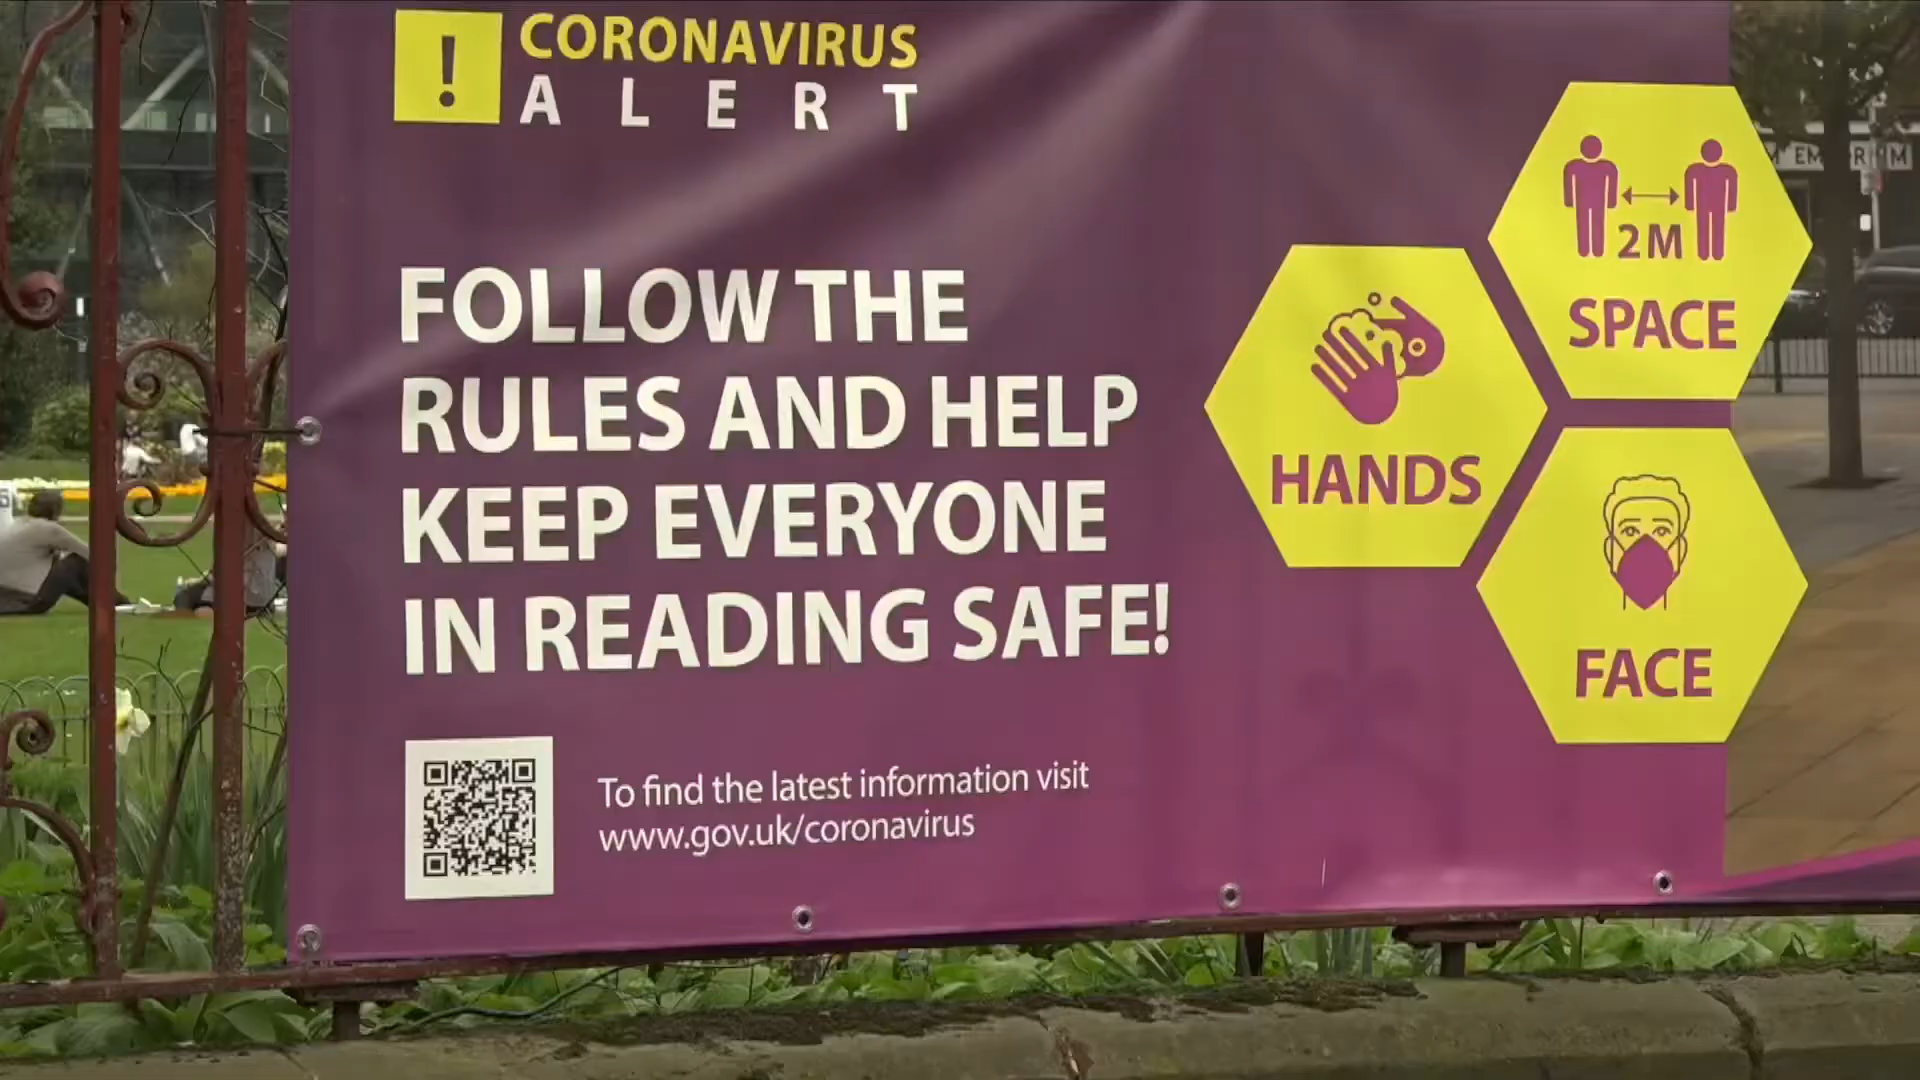 !
CORONAVIRUS
ALERT
FOLLOW THE
RULES AND HELP
KEEP EVERYONE
IN READING SAFE!
To find the latest information visit
www.gov.uk/coronavirus
HANDS
2M
SPACE
FACE